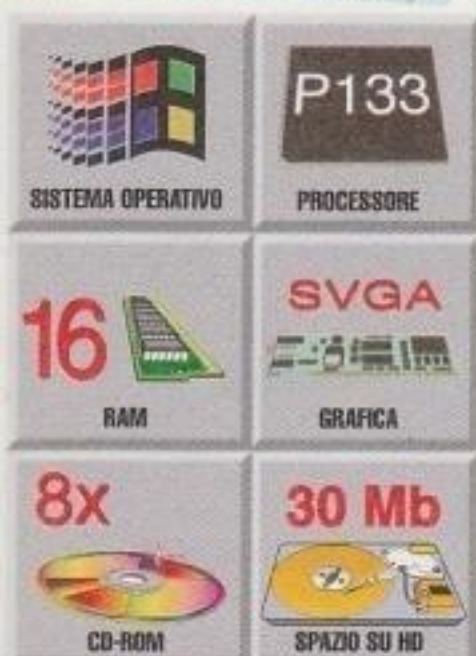 P133
SISTEMA OPERATIVO
PROCESSORE
16
RAM
SVGA
GRAFICA
8x
CD-ROM
30 Mb
SPAZIO SU HD